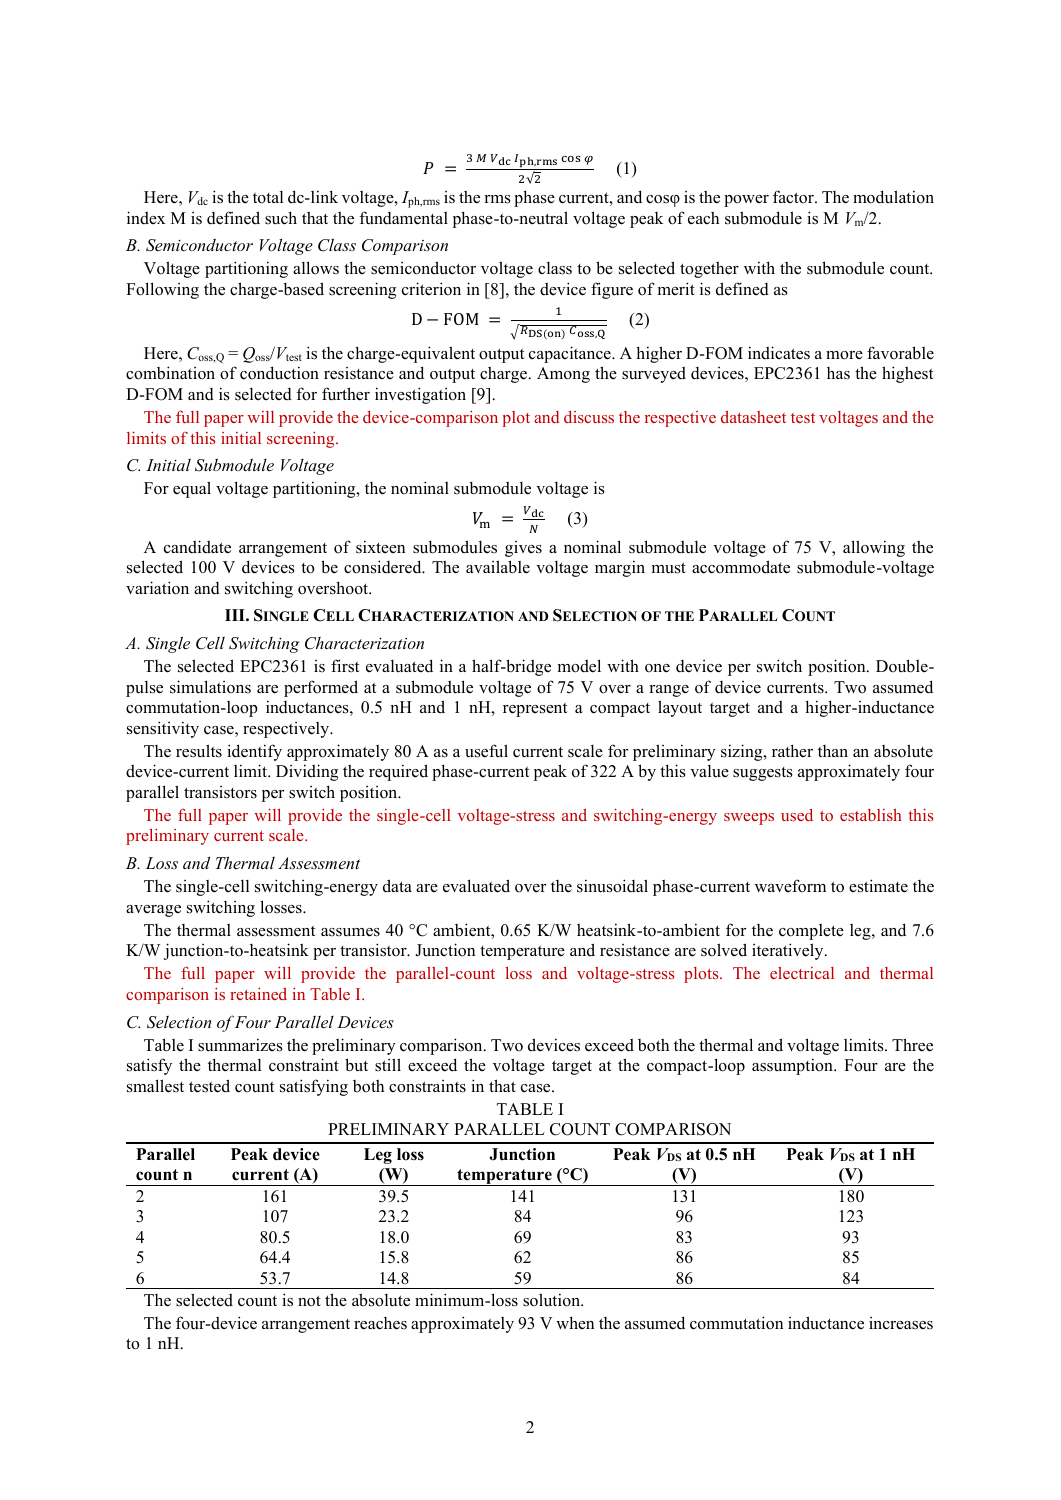 P = 3 M Vdc Iph,rms cos φ / 2√2 (1)
Here, Vdc is the total dc-link voltage, Iph,rms is the rms phase current, and cosφ is the power factor. The modulation
index M is defined such that the fundamental phase-to-neutral voltage peak of each submodule is M Vm/2.
B. Semiconductor Voltage Class Comparison
Voltage partitioning allows the semiconductor voltage class to be selected together with the submodule count.
Following the charge-based screening criterion in [8], the device figure of merit is defined as
D − FOM = 1 / √RDS(on) Coss,Q (2)
Here, Coss,Q = Qoss/Vtest is the charge-equivalent output capacitance. A higher D-FOM indicates a more favorable
combination of conduction resistance and output charge. Among the surveyed devices, EPC2361 has the highest
D-FOM and is selected for further investigation [9].
The full paper will provide the device-comparison plot and discuss the respective datasheet test voltages and the
limits of this initial screening.
C. Initial Submodule Voltage
For equal voltage partitioning, the nominal submodule voltage is
Vm = Vdc / N (3)
A candidate arrangement of sixteen submodules gives a nominal submodule voltage of 75 V, allowing the
selected 100 V devices to be considered. The available voltage margin must accommodate submodule-voltage
variation and switching overshoot.
III. SINGLE CELL CHARACTERIZATION AND SELECTION OF THE PARALLEL COUNT
A. Single Cell Switching Characterization
The selected EPC2361 is first evaluated in a half-bridge model with one device per switch position. Double-
pulse simulations are performed at a submodule voltage of 75 V over a range of device currents. Two assumed
commutation-loop inductances, 0.5 nH and 1 nH, represent a compact layout target and a higher-inductance
sensitivity case, respectively.
The results identify approximately 80 A as a useful current scale for preliminary sizing, rather than an absolute
device-current limit. Dividing the required phase-current peak of 322 A by this value suggests approximately four
parallel transistors per switch position.
The full paper will provide the single-cell voltage-stress and switching-energy sweeps used to establish this
preliminary current scale.
B. Loss and Thermal Assessment
The single-cell switching-energy data are evaluated over the sinusoidal phase-current waveform to estimate the
average switching losses.
The thermal assessment assumes 40 °C ambient, 0.65 K/W heatsink-to-ambient for the complete leg, and 7.6
K/W junction-to-heatsink per transistor. Junction temperature and resistance are solved iteratively.
The full paper will provide the parallel-count loss and voltage-stress plots. The electrical and thermal
comparison is retained in Table I.
C. Selection of Four Parallel Devices
Table I summarizes the preliminary comparison. Two devices exceed both the thermal and voltage limits. Three
satisfy the thermal constraint but still exceed the voltage target at the compact-loop assumption. Four are the
smallest tested count satisfying both constraints in that case.
TABLE I
PRELIMINARY PARALLEL COUNT COMPARISON
Parallel Peak device Leg loss Junction Peak VDS at 0.5 nH Peak VDS at 1 nH
count n current (A) (W) temperature (°C) (V) (V)
2 161 39.5 141 131 180
3 107 23.2 84 96 123
4 80.5 18.0 69 83 93
5 64.4 15.8 62 86 85
6 53.7 14.8 59 86 84
The selected count is not the absolute minimum-loss solution.
The four-device arrangement reaches approximately 93 V when the assumed commutation inductance increases
to 1 nH.
2